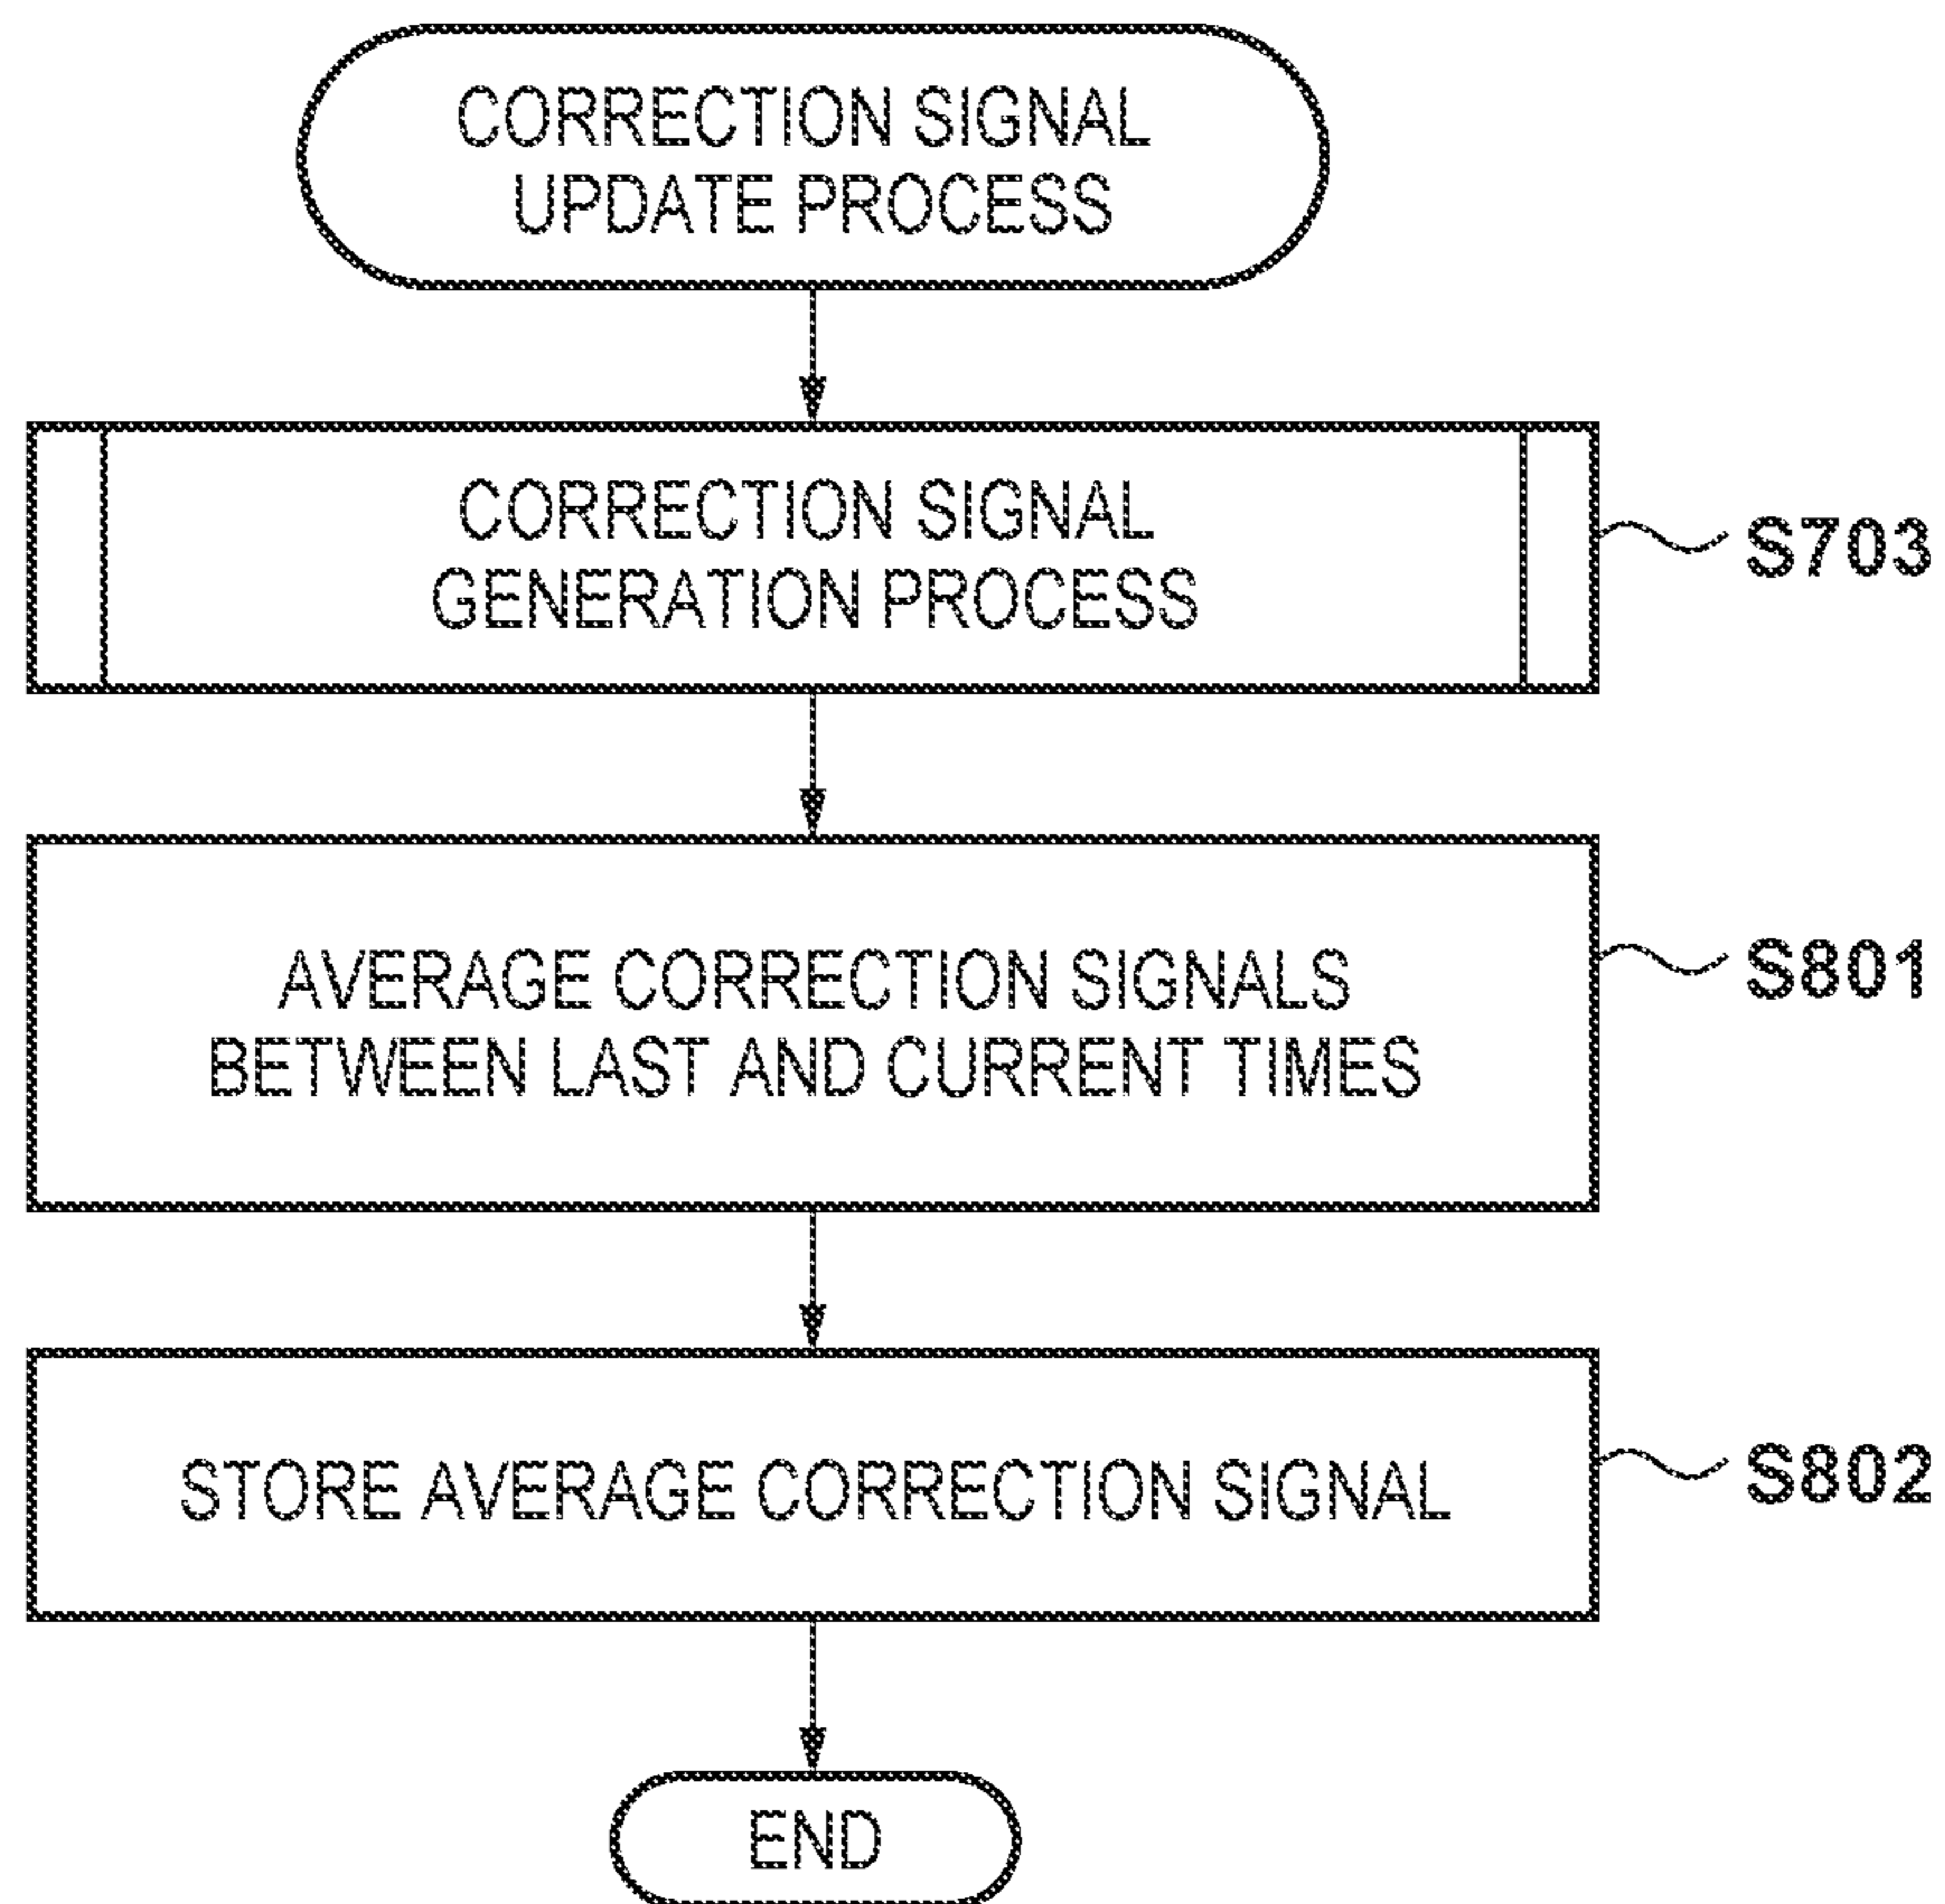 CORRECTION SIGNAL
UPDATE PROCESS
CORRECTION SIGNAL
GENERATION PROCESS
S703
AVERAGE CORRECTION SIGNALS
BETWEEN LAST AND CURRENT TIMES
S801
STORE AVERAGE CORRECTION SIGNAL
S802
END